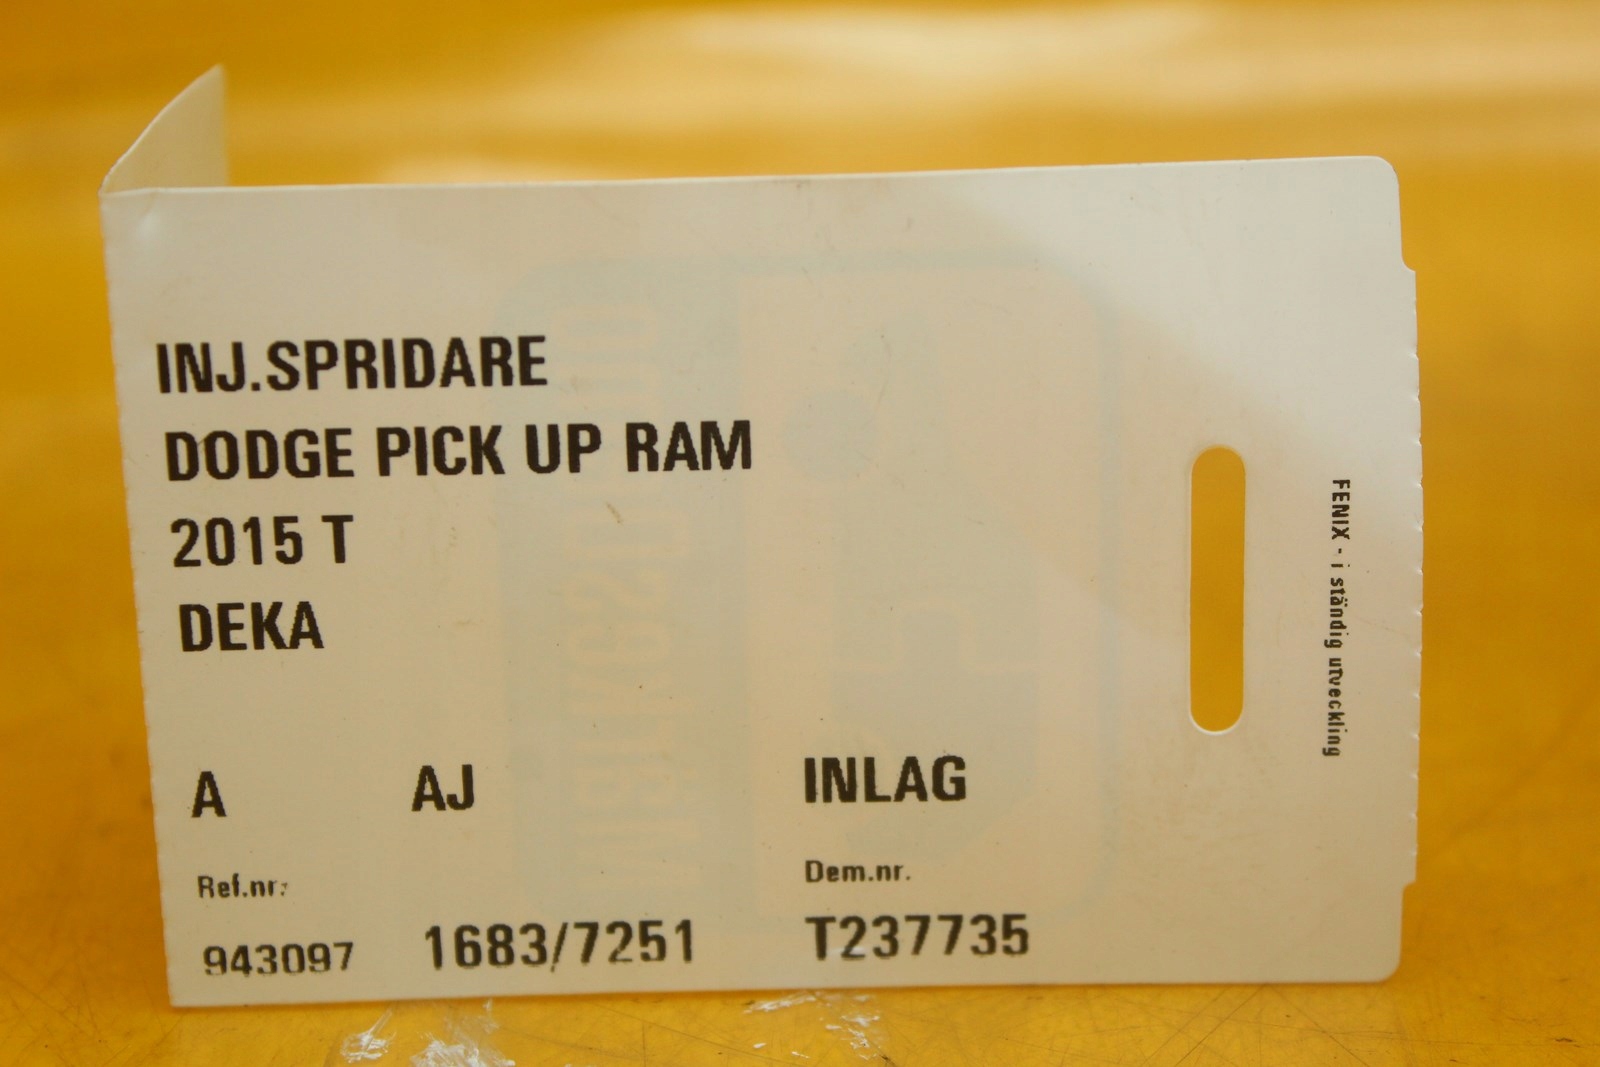 INJ.SPRIDARE
DODGE PICK UP RAM
2015 T
DEKA
A AJ INLAG
Ref.nr: Dem.nr.
943097 1683/7251 T237735
FENIX - i ständig utveckling